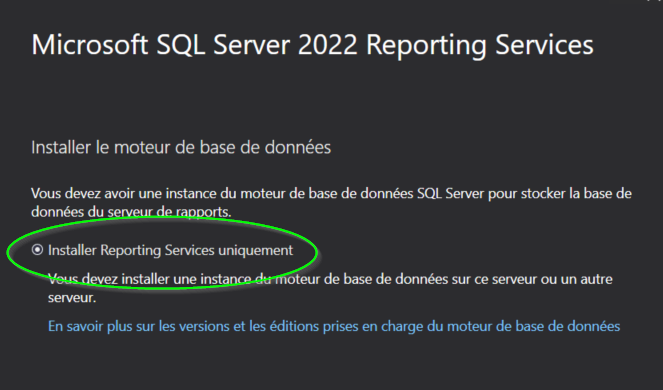 Microsoft SQL Server 2022 Reporting Services
Installer le moteur de base de données
Vous devez avoir une instance du moteur de base de données SQL Server pour stocker la base de
données du serveur de rapports.
Installer Reporting Services uniquement
Vous devez installer une instance du moteur de base de données sur ce serveur ou un autre
serveur.
En savoir plus sur les versions et les éditions prises en charge du moteur de base de données